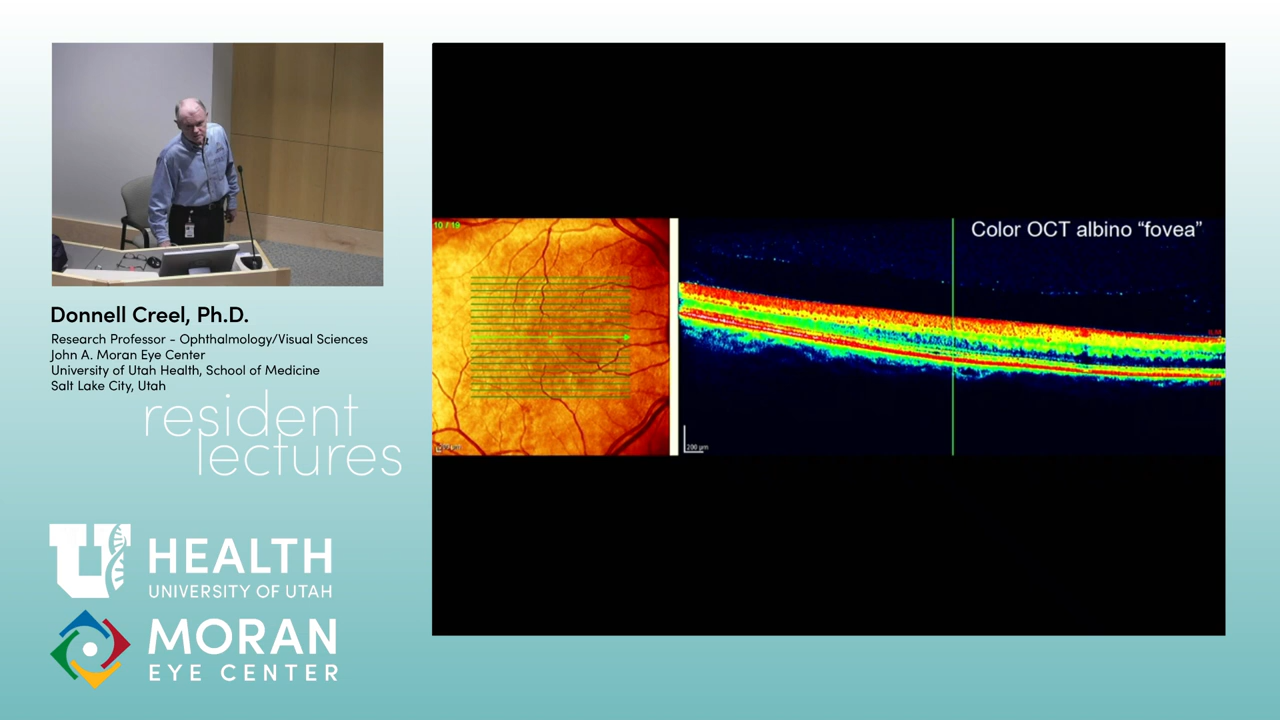 Donnell Creel, Ph.D.
Research Professor - Ophthalmology/Visual Sciences
John A. Moran Eye Center
University of Utah Health, School of Medicine
Salt Lake City, Utah
resident
lectures
U HEALTH
UNIVERSITY OF UTAH
MORAN
EYE CENTER
10 / 19
Color OCT albino “fovea”
200 µm